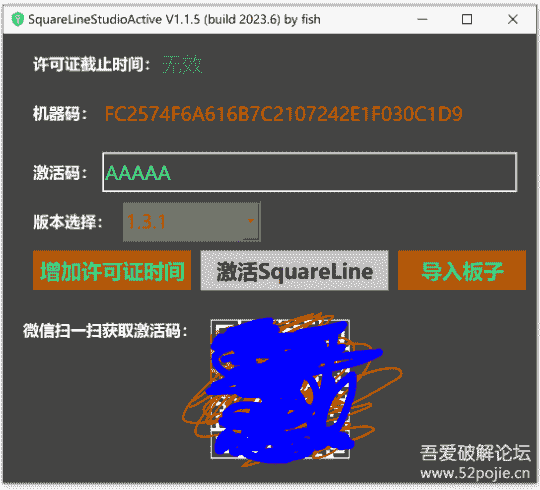 SquareLineStudioActive V1.1.5 (build 2023.6) by fish
许可证截止时间： 无效
机器码： FC2574F6A616B7C2107242E1F030C1D9
激活码： AAAAA
版本选择： 1.3.1
增加许可证时间 激活SquareLine 导入板子
微信扫一扫获取激活码：
吾爱破解论坛
www.52pojie.cn